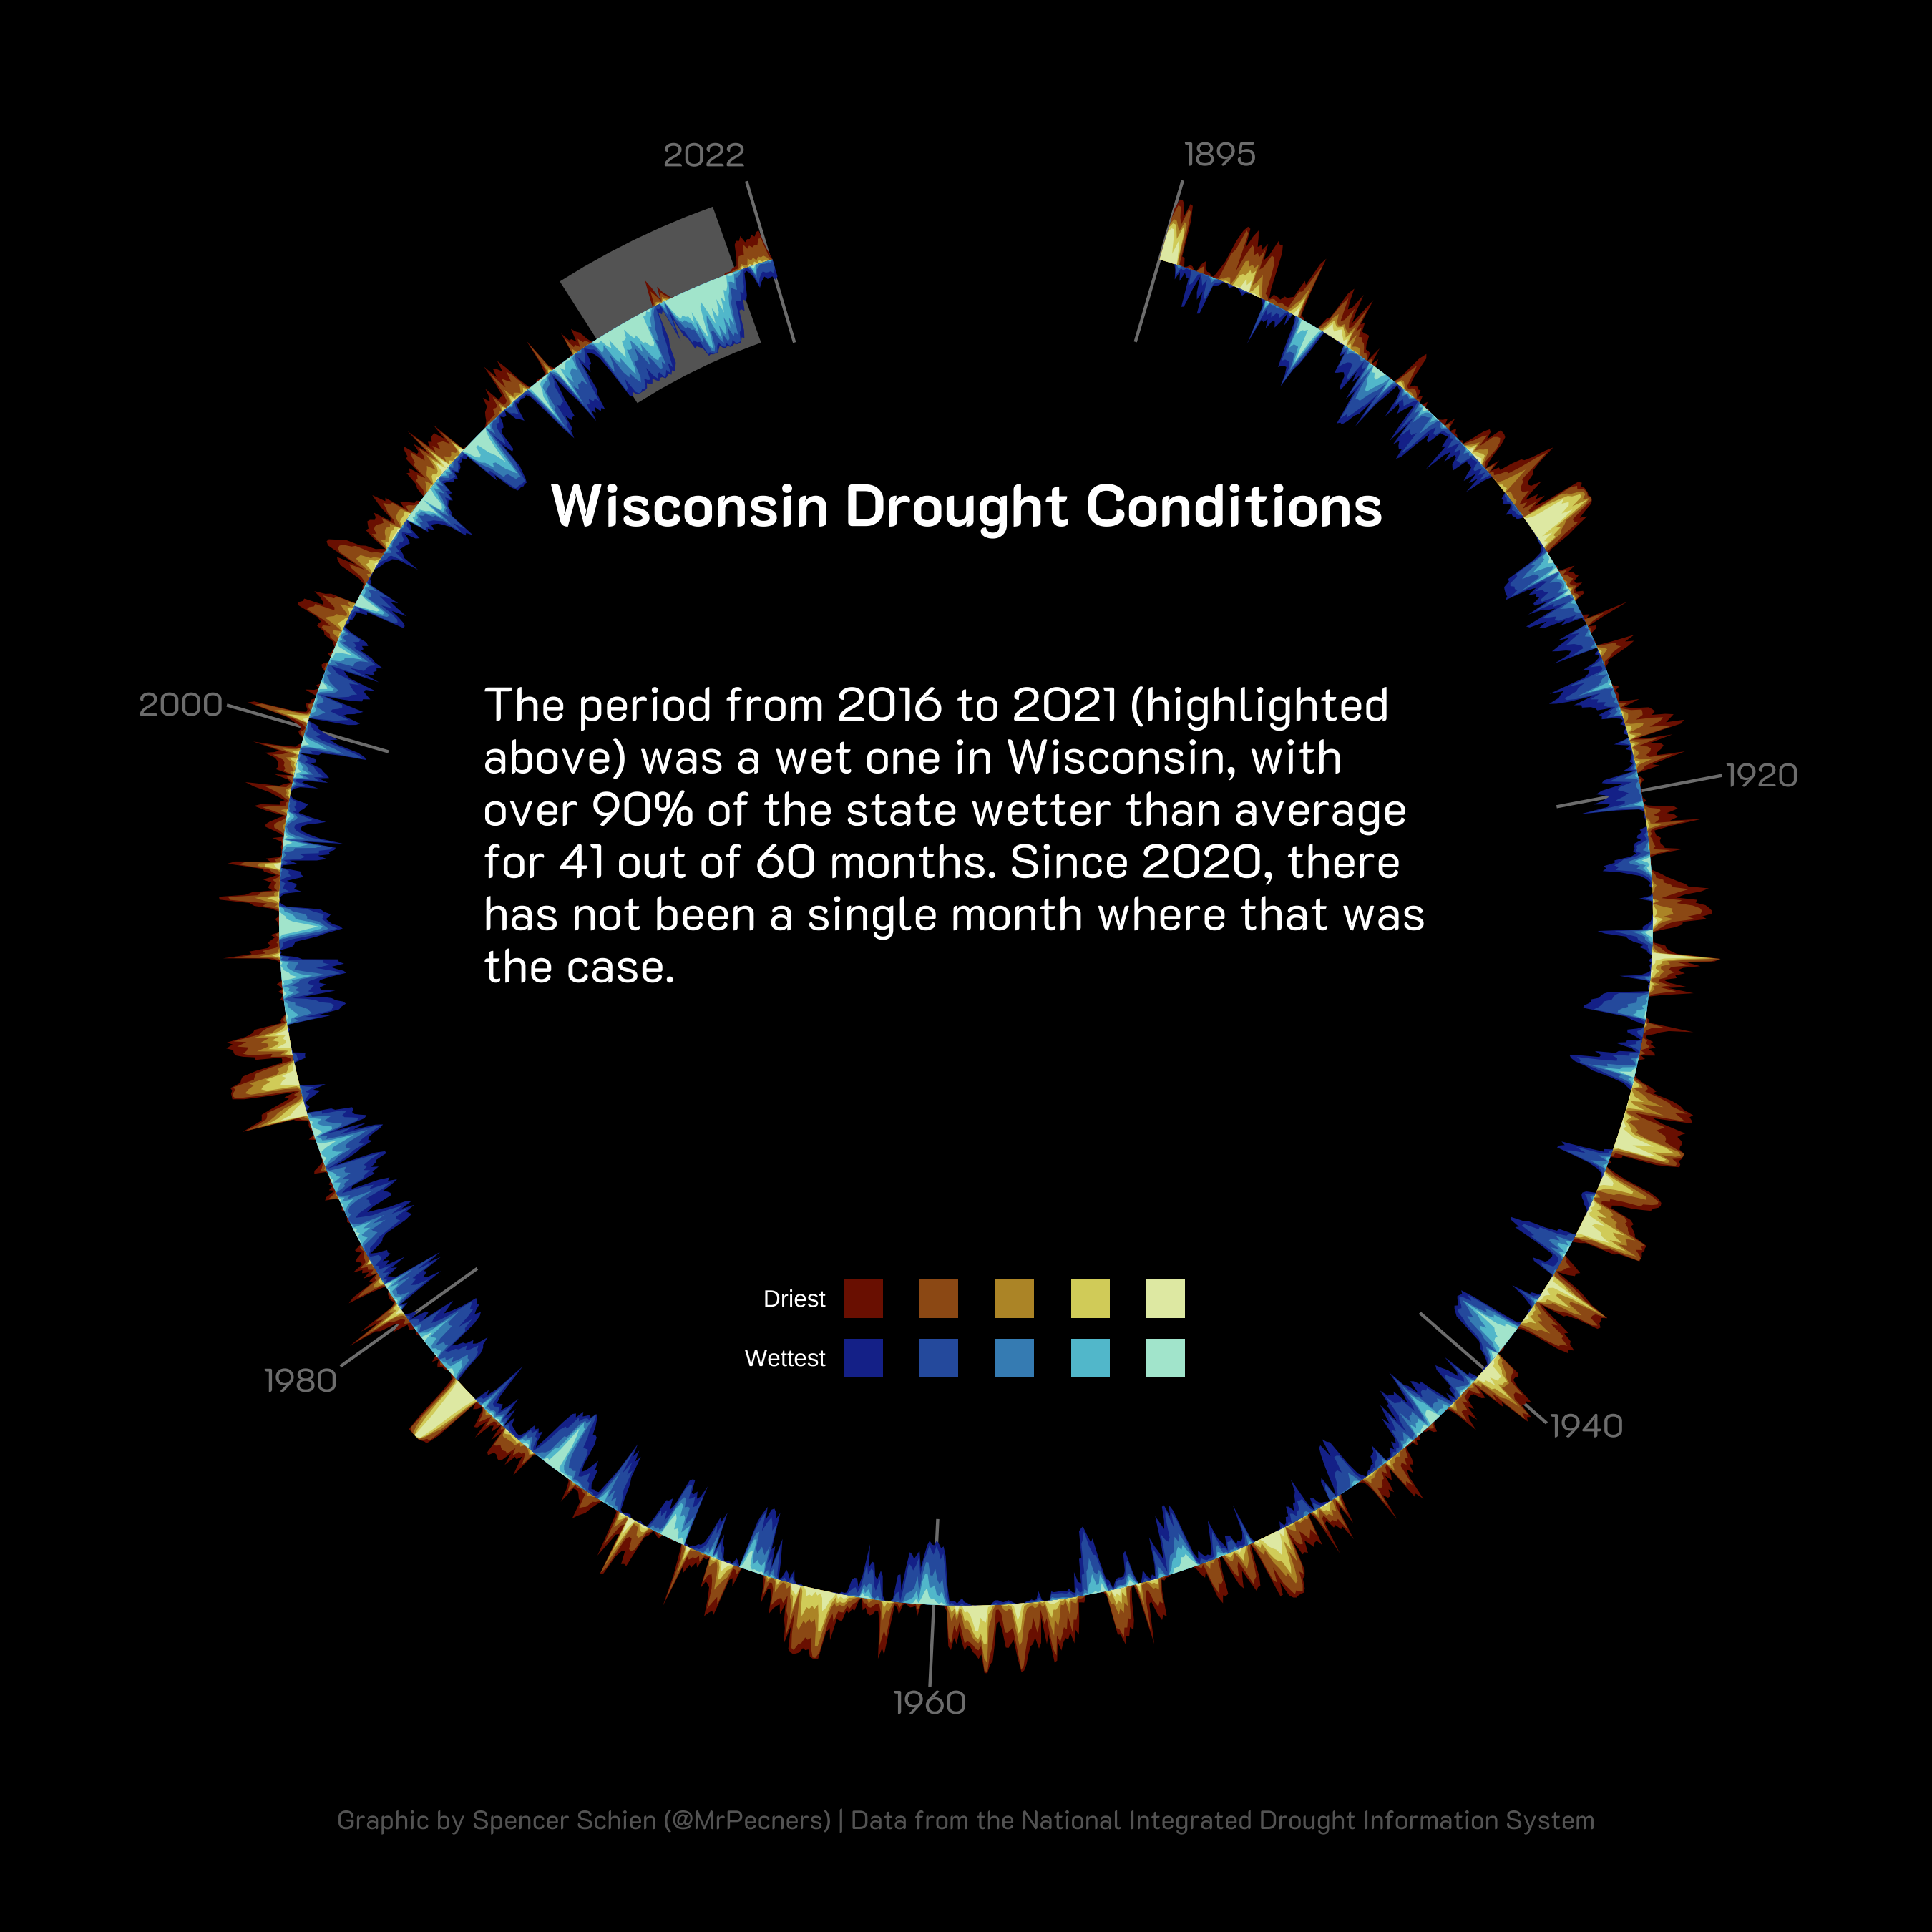 2022
1895
Wisconsin Drought Conditions
2000
The period from 2016 to 2021 (highlighted
above) was a wet one in Wisconsin, with
over 90% of the state wetter than average
for 41 out of 60 months. Since 2020, there
has not been a single month where that was
the case.
1920
Driest
Wettest
1980
1940
1960
Graphic by Spencer Schien (@MrPecners) | Data from the National Integrated Drought Information System